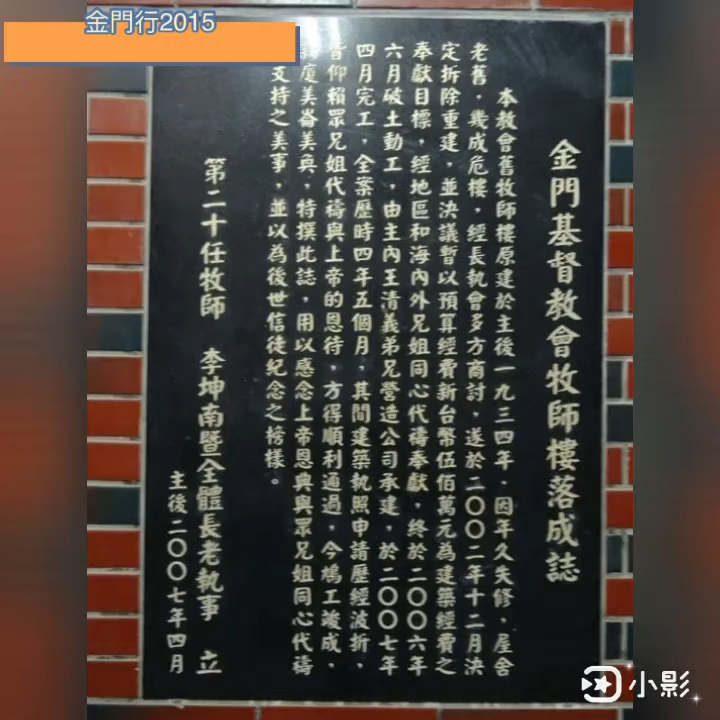 金門行2015
金門基督教會牧師樓落成誌
本教會舊牧師樓原建於主後一九三四年，因年久失修，屋舍
老舊，幾成危樓，經長執會多方商討，遂於二〇〇二年十二月決
定拆除重建，並決議暫以預算經費新台幣伍佰萬元為建築經費之
奉獻目標，經地區和海內外兄姐同心代禱奉獻，終於二〇〇六年
六月破土動工，由主內王清義弟兄營造公司承建，於二〇〇七年
四月完工，全案歷時四年五個月，其間建築執照申請歷經波折，
皆仰賴眾兄姐代禱與上帝的恩待，方得順利通過，今鳩工竣成，
廈美崙美奐，特撰此誌，用以感念上帝恩典與眾兄姐同心代禱
支持之美事，並以為後世信徒紀念之榜樣。
第二十任牧師 李坤南暨全體長老執事 立
主後二〇〇七年四月
小影